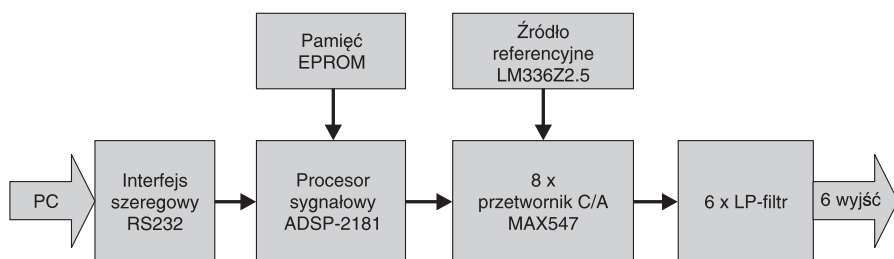 Pamięć
EPROM
Źródło
referencyjne
LM336Z2.5
PC
Interfejs
szeregowy
RS232
Procesor
sygnałowy
ADSP-2181
8 x
przetwornik C/A
MAX547
6 x LP-filtr
6 wyjść